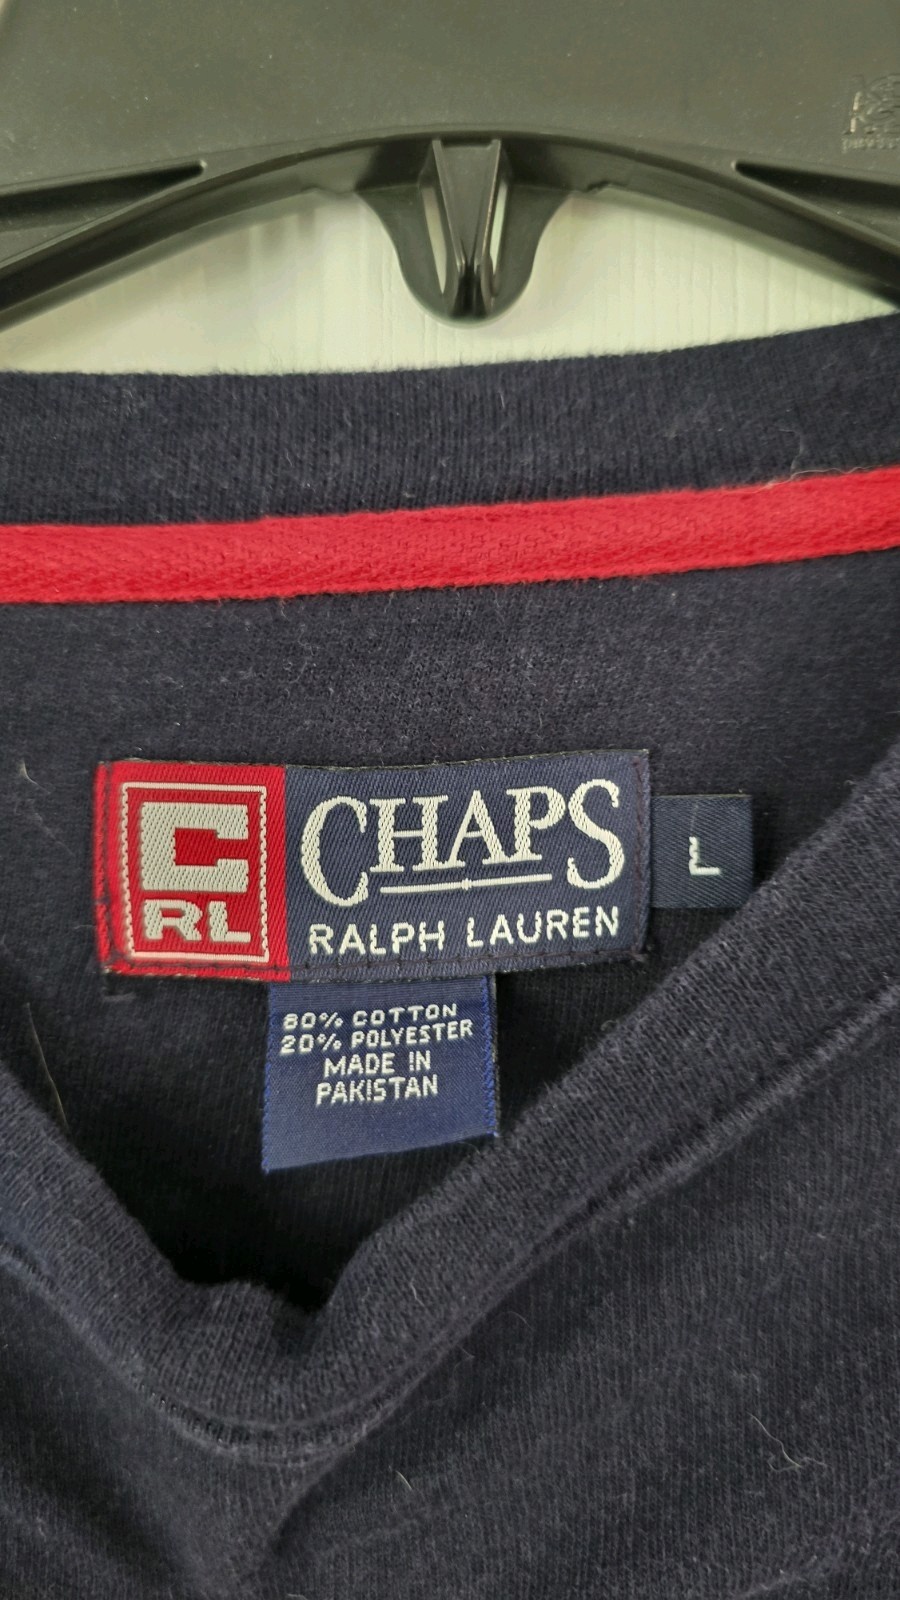 C
RL
CHAPS
RALPH LAUREN
L
80% COTTON
20% POLYESTER
MADE IN
PAKISTAN